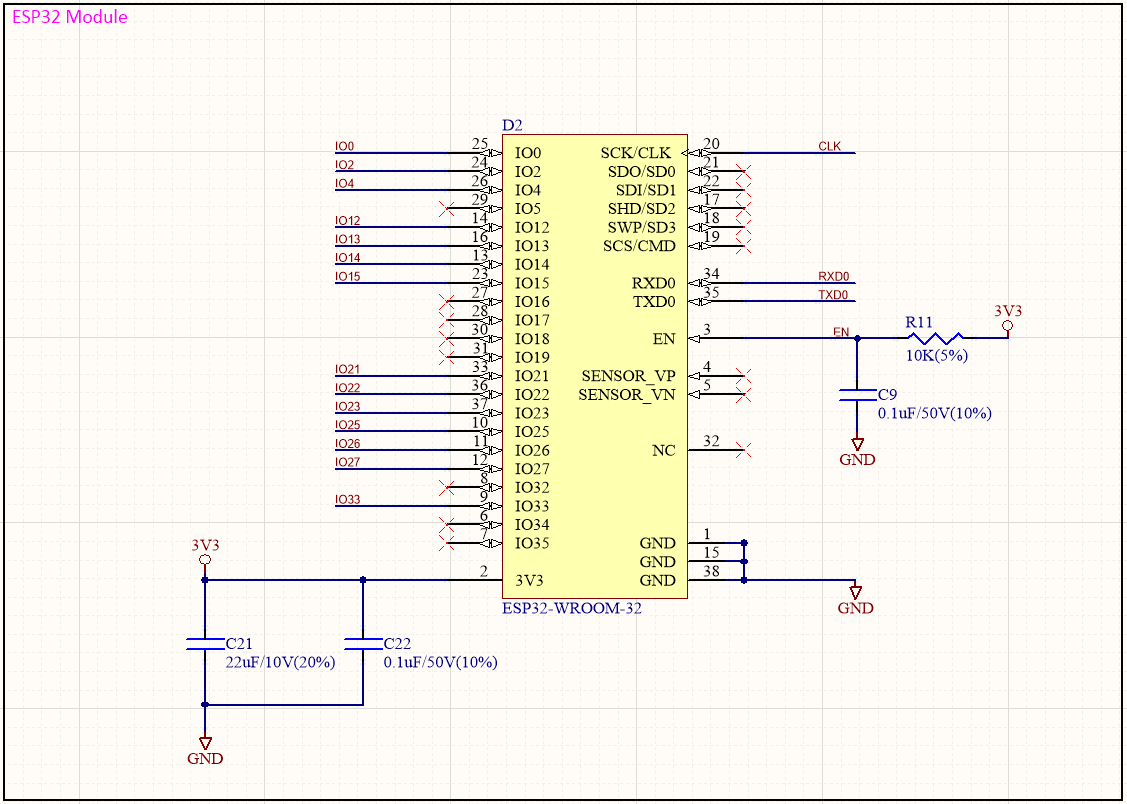 ESP32 Module
D2
IO0 25 IO0 SCK/CLK 20 CLK
IO2 24 IO2 SDO/SD0 21
IO4 26 IO4 SDI/SD1 22
29 IO5 SHD/SD2 17
IO12 14 IO12 SWP/SD3 18
IO13 16 IO13 SCS/CMD 19
IO14 13 IO14
IO15 23 IO15 RXD0 34 RXD0
27 IO16 TXD0 35 TXD0
28 IO17
30 IO18 EN 3 EN
31 IO19
IO21 33 IO21 SENSOR_VP 4
IO22 36 IO22 SENSOR_VN 5
IO23 37 IO23
IO25 10 IO25
IO26 11 IO26 NC 32
IO27 12 IO27
8 IO32
IO33 9 IO33
6 IO34
7 IO35 GND 1
GND 15
2 3V3 GND 38
ESP32-WROOM-32
R11
10K(5%)
3V3
C9
0.1uF/50V(10%)
GND
GND
3V3
C21
22uF/10V(20%)
C22
0.1uF/50V(10%)
GND